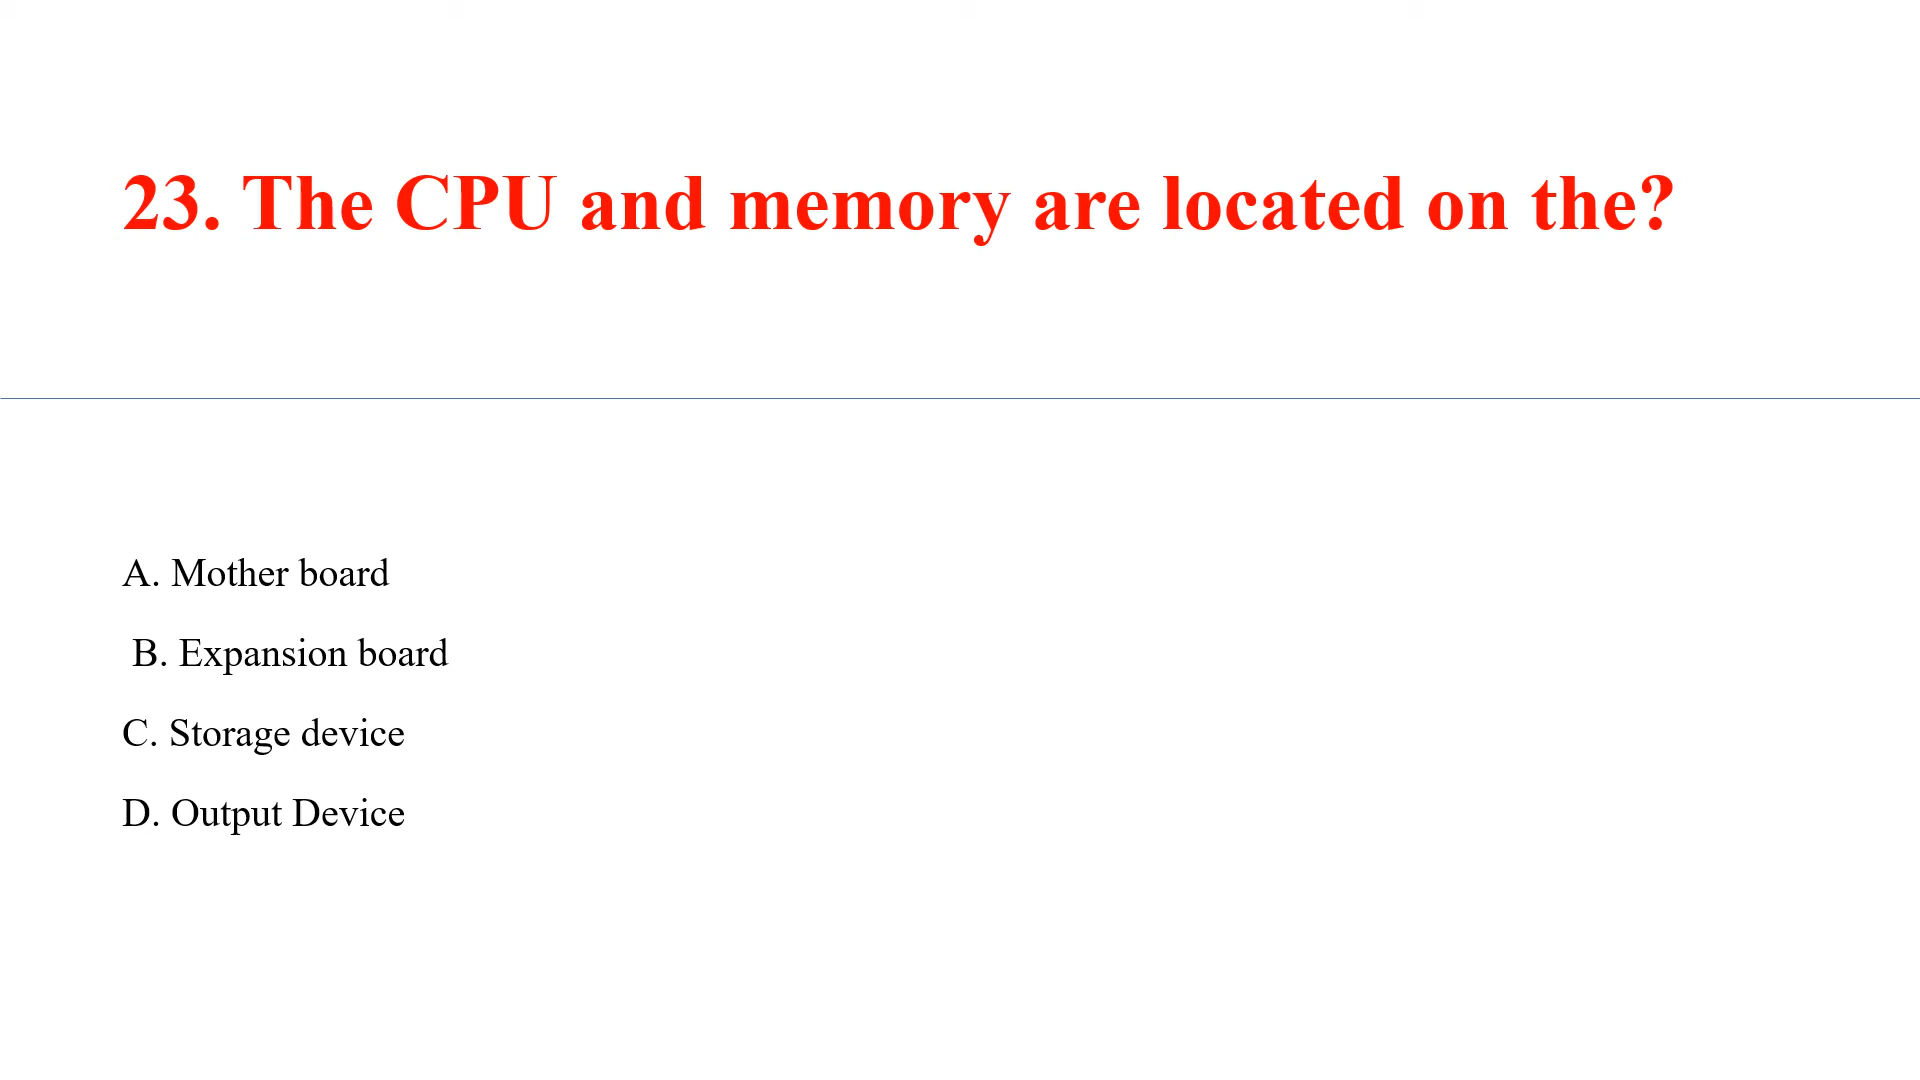 23. The CPU and memory are located on the?
A. Mother board
B. Expansion board
C. Storage device
D. Output Device